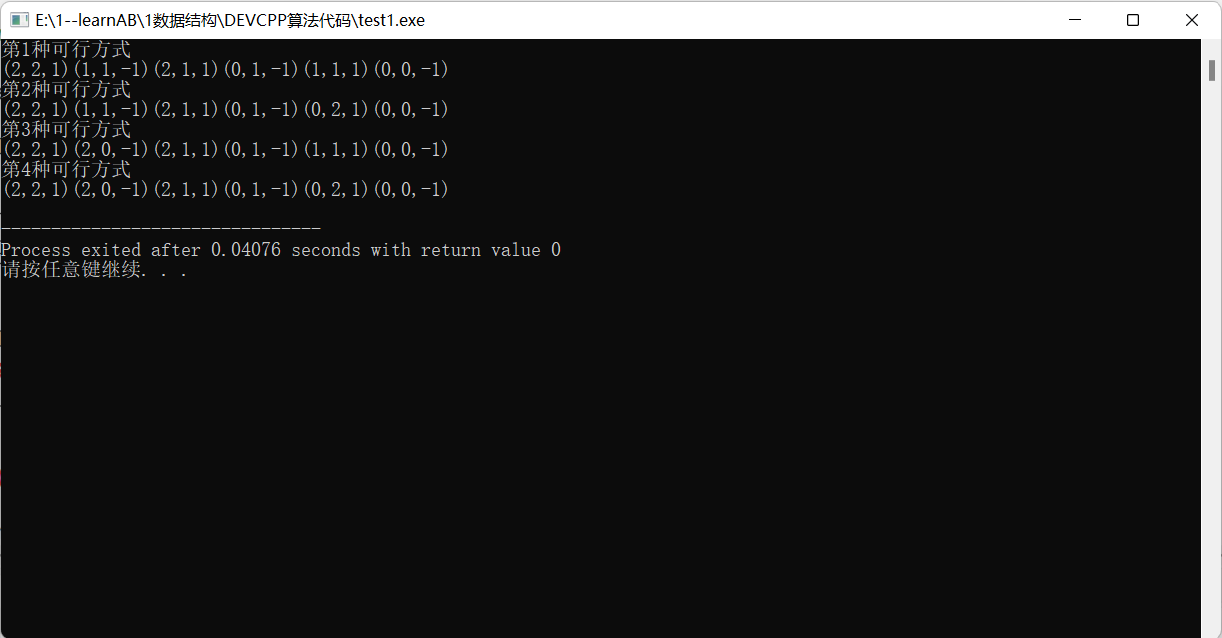 E:\1--learnAB\1数据结构\DEVCPP算法代码\test1.exe
第1种可行方式
(2,2,1)(1,1,-1)(2,1,1)(0,1,-1)(1,1,1)(0,0,-1)
第2种可行方式
(2,2,1)(1,1,-1)(2,1,1)(0,1,-1)(0,2,1)(0,0,-1)
第3种可行方式
(2,2,1)(2,0,-1)(2,1,1)(0,1,-1)(1,1,1)(0,0,-1)
第4种可行方式
(2,2,1)(2,0,-1)(2,1,1)(0,1,-1)(0,2,1)(0,0,-1)
--------------------------------
Process exited after 0.04076 seconds with return value 0
请按任意键继续. . .